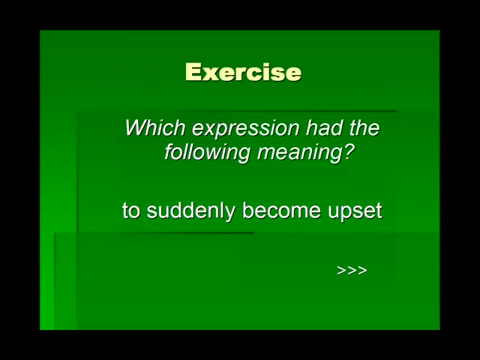 Exercise
Which expression had the
following meaning?
to suddenly become upset
>>>